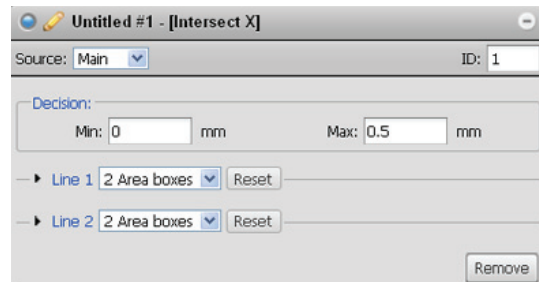 Untitled #1 - [Intersect X]
Source: Main ID: 1
Decision:
Min: 0 mm Max: 0.5 mm
Line 1 2 Area boxes Reset
Line 2 2 Area boxes Reset
Remove